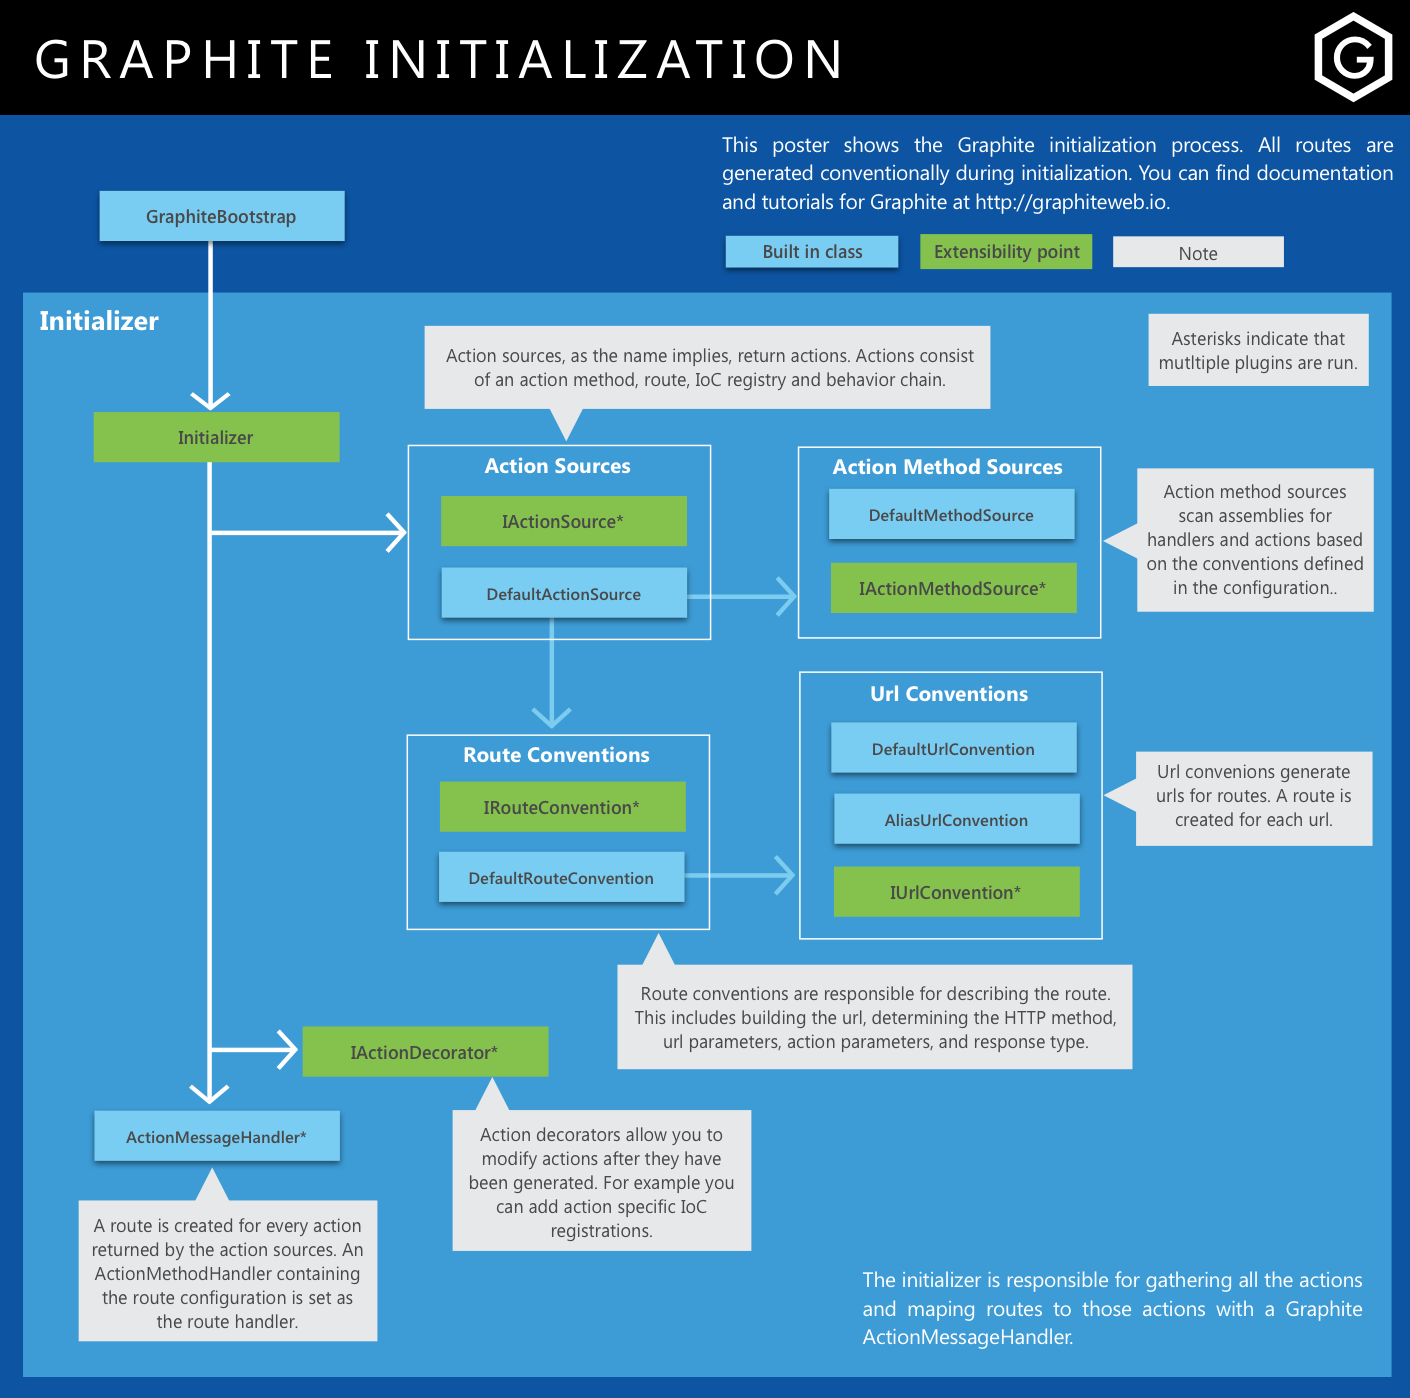 GRAPHITE INITIALIZATION
G
This poster shows the Graphite initialization process. All routes are
generated conventionally during initialization. You can find documentation
and tutorials for Graphite at http://graphiteweb.io.
GraphiteBootstrap
Built in class
Extensibility point
Note
Initializer
Asterisks indicate that
mutltiple plugins are run.
Action sources, as the name implies, return actions. Actions consist
of an action method, route, IoC registry and behavior chain.
Initializer
Action Sources
IActionSource*
DefaultActionSource
Action Method Sources
DefaultMethodSource
IActionMethodSource*
Action method sources
scan assemblies for
handlers and actions based
on the conventions defined
in the configuration..
Route Conventions
IRouteConvention*
DefaultRouteConvention
Url Conventions
DefaultUrlConvention
AliasUrlConvention
IUrlConvention*
Url convenions generate
urls for routes. A route is
created for each url.
Route conventions are responsible for describing the route.
This includes building the url, determining the HTTP method,
url parameters, action parameters, and response type.
IActionDecorator*
Action decorators allow you to
modify actions after they have
been generated. For example you
can add action specific IoC
registrations.
ActionMessageHandler*
A route is created for every action
returned by the action sources. An
ActionMethodHandler containing
the route configuration is set as
the route handler.
The initializer is responsible for gathering all the actions
and maping routes to those actions with a Graphite
ActionMessageHandler.